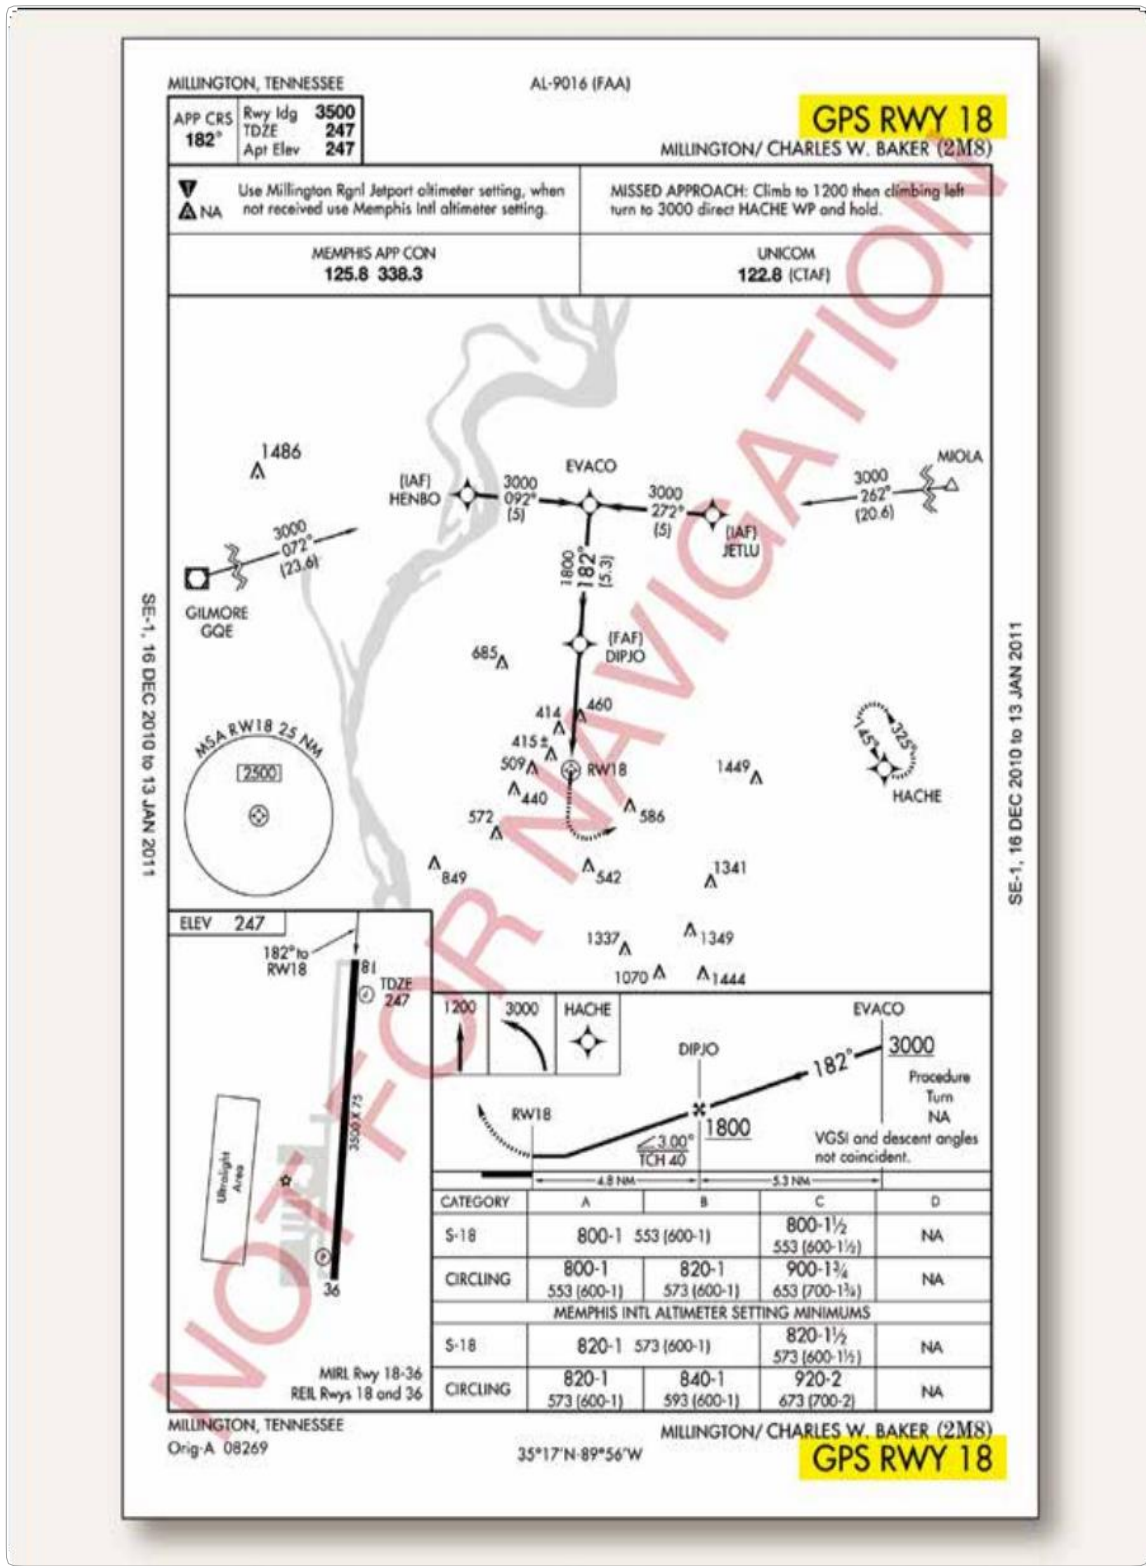 MILLINGTON, TENNESSEE
AL-9016 (FAA)
GPS RWY 18
MILLINGTON/ CHARLES W. BAKER (2M8)
APP CRS
182°
Rwy ldg 3500
TDZE 247
Apt Elev 247
NA
Use Millington Rgnl Jetport altimeter setting, when
not received use Memphis Intl altimeter setting.
MISSED APPROACH: Climb to 1200 then climbing left
turn to 3000 direct HACHE WP and hold.
MEMPHIS APP CON
125.8 338.3
UNICOM
122.8 (CTAF)
NOT FOR NAVIGATION
1486
(IAF)
HENBO
3000
092°
(5)
EVACO
3000
272°
(5)
(IAF)
JETLU
MIOLA
3000
262°
(20.6)
3000
072°
(23.6)
GILMORE
GQE
1800
182°
(5.3)
(FAF)
DIPJO
685
460
414
415±
509
RW18
440
572
586
1449
145°
325°
HACHE
849
542
1341
1337
1349
1070
1444
MSA RW18 25 NM
2500
SE-1, 16 DEC 2010 to 13 JAN 2011
SE-1, 16 DEC 2010 to 13 JAN 2011
ELEV 247
182° to
RW18
18
TDZE
247
3500 X 75
Ultralight
Area
P
36
MIRL Rwy 18-36
REIL Rwys 18 and 36
1200
3000
HACHE
EVACO
DIPJO
182°
3000
Procedure
Turn
NA
RW18
1800
3.00°
TCH 40
VGSI and descent angles
not coincident.
4.8 NM
5.3 NM
CATEGORY A B C D
S-18 800-1 553 (600-1) 800-1½ 553 (600-1½) NA
CIRCLING 800-1 553 (600-1) 820-1 573 (600-1) 900-1¾ 653 (700-1¾) NA
MEMPHIS INTL ALTIMETER SETTING MINIMUMS
S-18 820-1 573 (600-1) 820-1½ 573 (600-1½) NA
CIRCLING 820-1 573 (600-1) 840-1 593 (600-1) 920-2 673 (700-2) NA
MILLINGTON, TENNESSEE
Orig-A 08269
35°17'N-89°56'W
MILLINGTON/ CHARLES W. BAKER (2M8)
GPS RWY 18